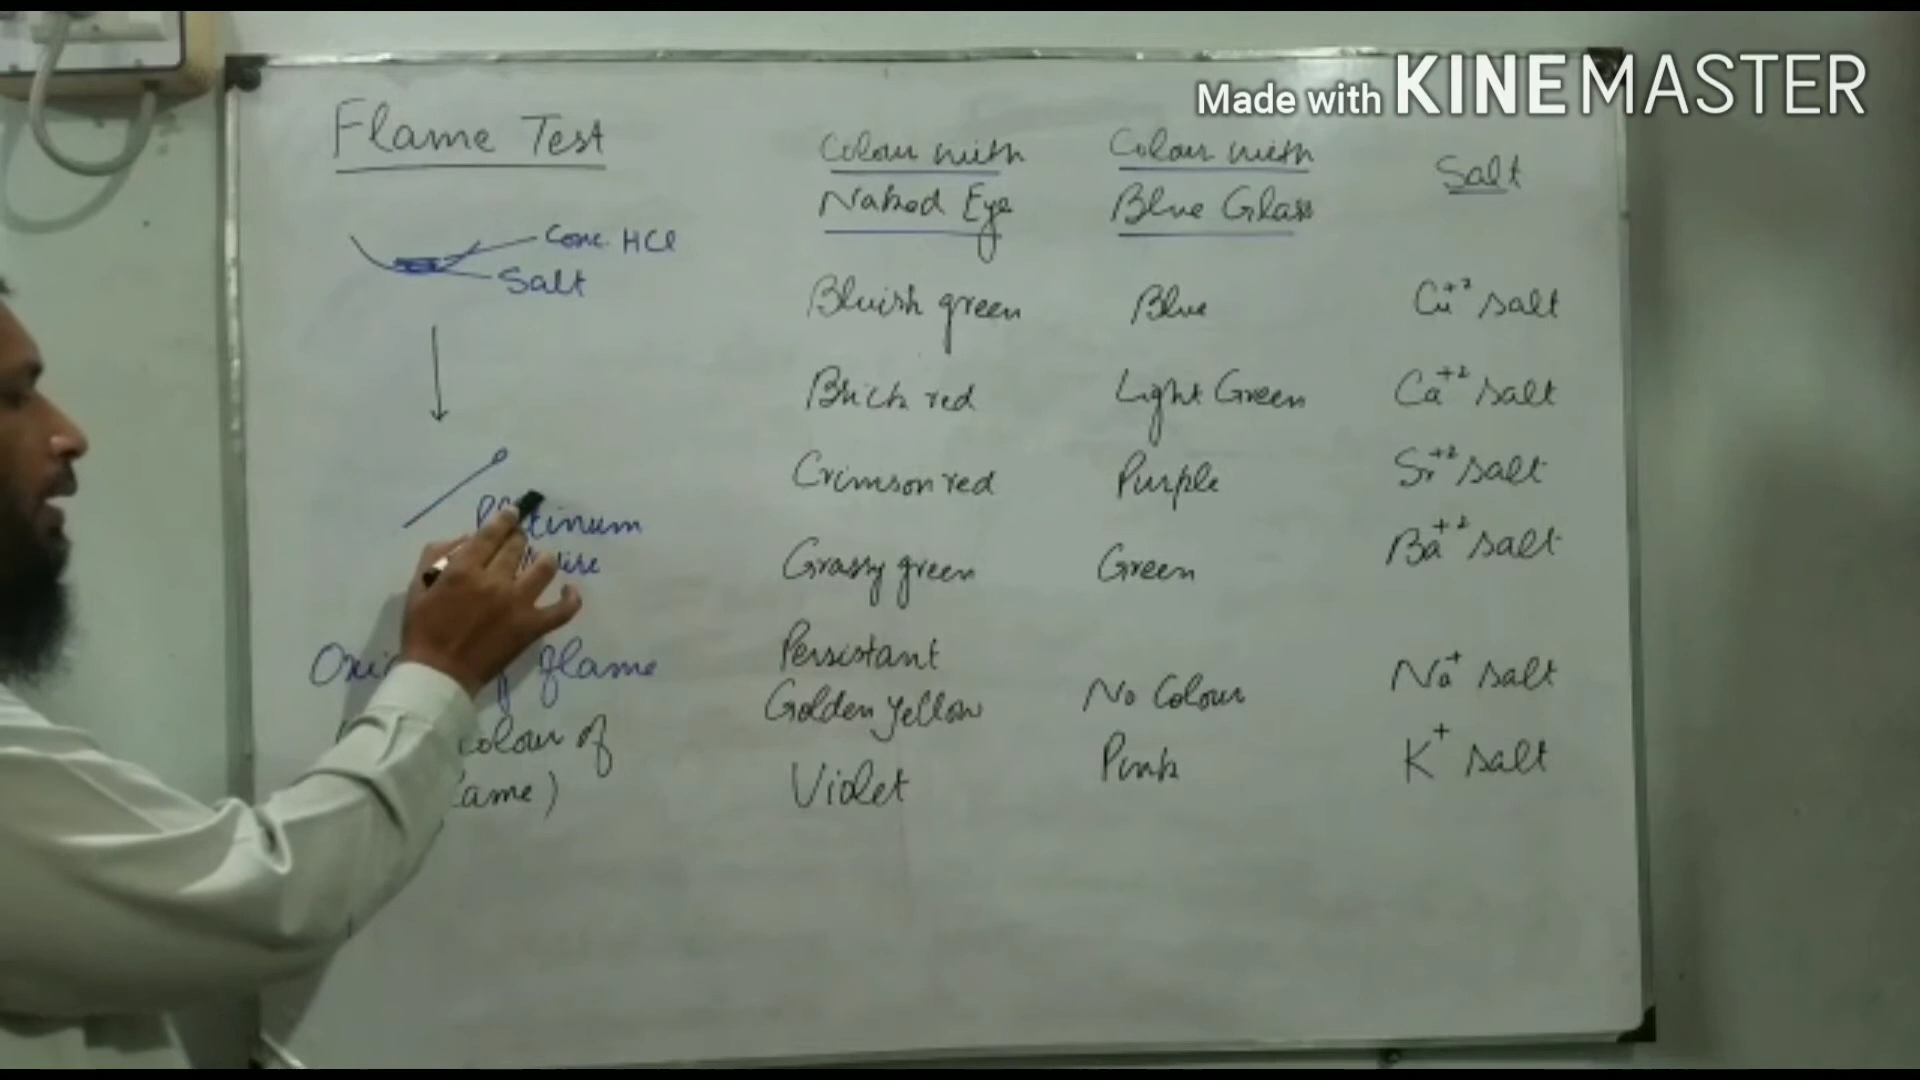 Made with KINEMASTER
Flame Test
Conc. HCl
Salt
Wire
flame
colour of
Colour with
Naked Eye
Colour with
Blue Glass
Salt
Bluish green
Blue
Cu+2 salt
Brick red
Light Green
Ca+2 salt
Crimson red
Purple
Sr+2 salt
Grassy green
Green
Ba+2 salt
Persistant
Golden Yellow
No Colour
Na+ salt
Violet
Pink
K+ salt